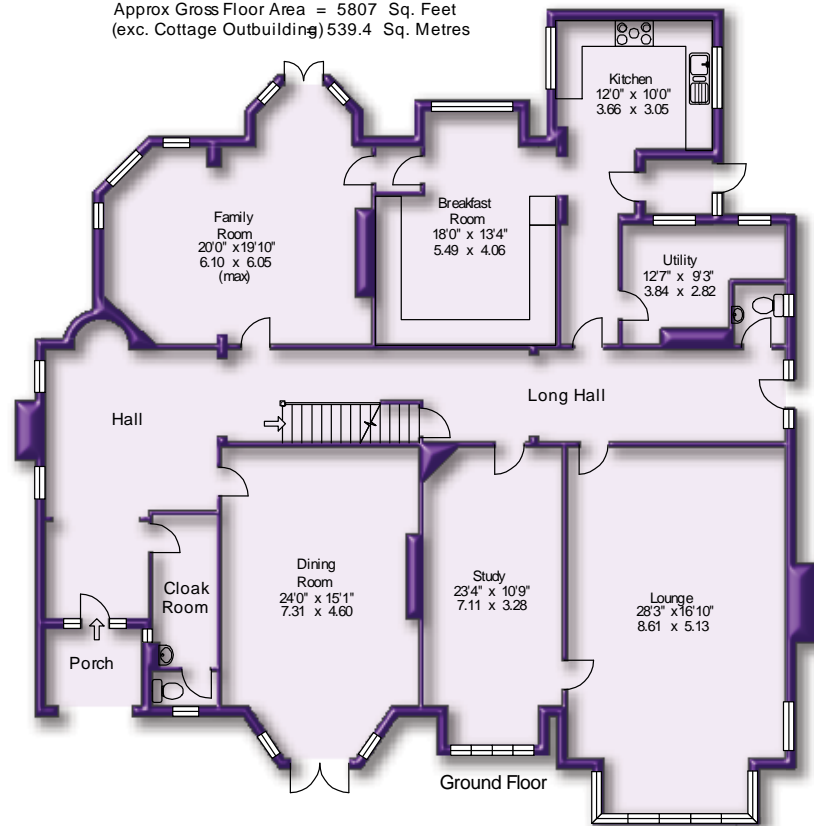 Approx Gross Floor Area = 5807 Sq. Feet
(exc. Cottage Outbuilding) = 539.4 Sq. Metres
Kitchen
12'0" x 10'0"
3.66 x 3.05
Family
Room
20'0" x19'10"
6.10 x 6.05
(max)
Breakfast
Room
18'0" x 13'4"
5.49 x 4.06
Utility
12'7" x 9'3"
3.84 x 2.82
Hall
Long Hall
Cloak
Room
Dining
Room
24'0" x 15'1"
7.31 x 4.60
Study
23'4" x 10'9"
7.11 x 3.28
Lounge
28'3" x16'10"
8.61 x 5.13
Porch
Ground Floor